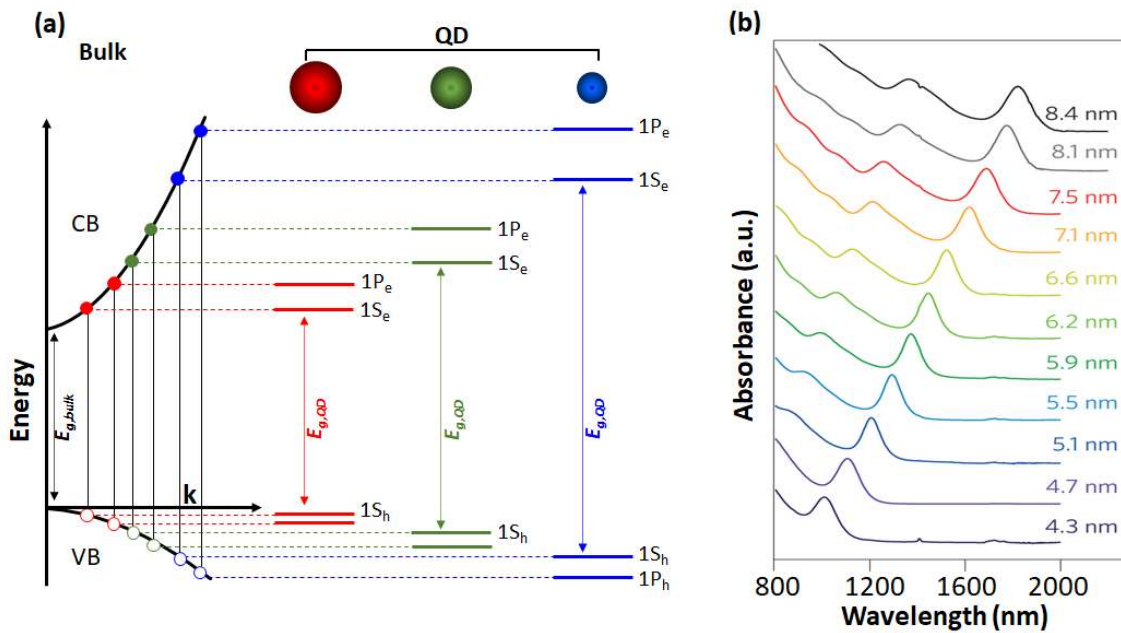 (a)
Bulk
QD
1Pe
1Se
CB
1Pe
1Se
1Pe
1Se
Energy
Eg,bulk
Eg,QD
Eg,QD
Eg,QD
k
1Sh
1Sh
VB
1Sh
1Ph
(b)
Absorbance (a.u.)
8.4 nm
8.1 nm
7.5 nm
7.1 nm
6.6 nm
6.2 nm
5.9 nm
5.5 nm
5.1 nm
4.7 nm
4.3 nm
800 1200 1600 2000
Wavelength (nm)